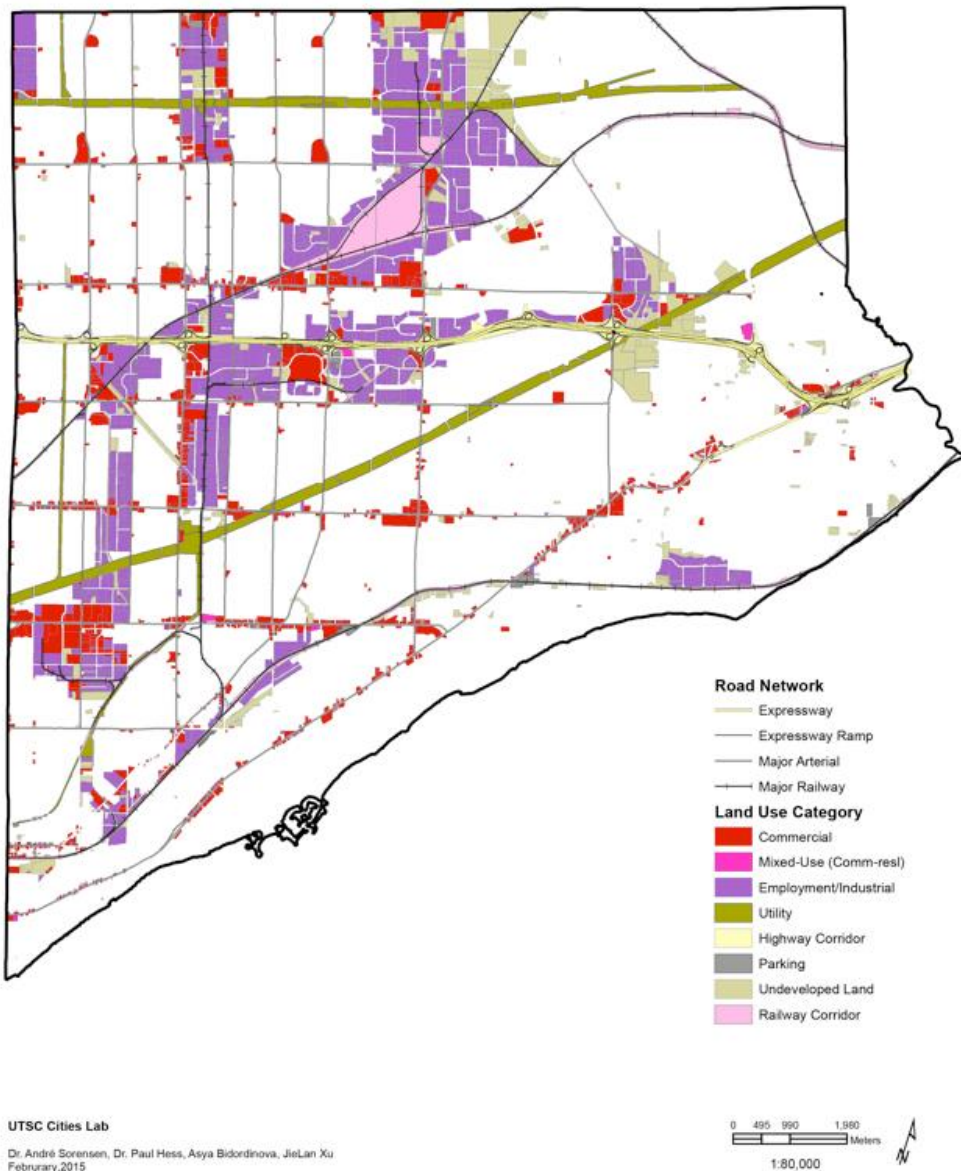 Road Network
Expressway
Expressway Ramp
Major Arterial
Major Railway
Land Use Category
Commercial
Mixed-Use (Comm-resl)
Employment/Industrial
Utility
Highway Corridor
Parking
Undeveloped Land
Railway Corridor
UTSC Cities Lab
Dr. André Sorensen, Dr. Paul Hess, Asya Bidordinova, JieLan Xu
Februrary,2015
0 495 990 1,980
Meters
1:80,000
N